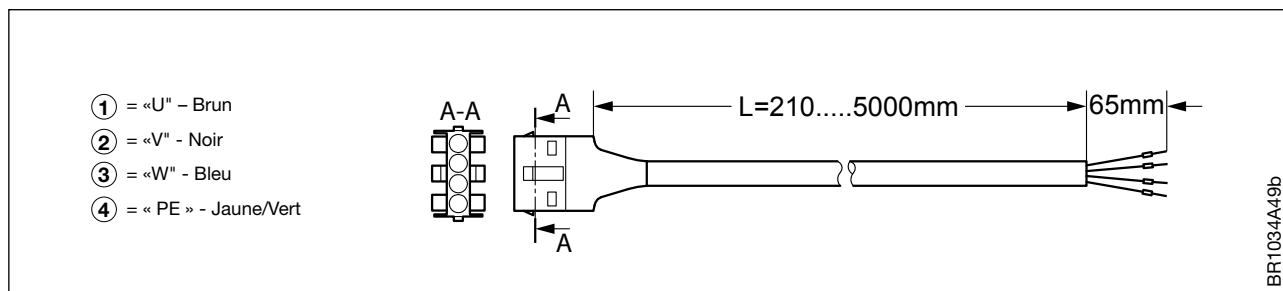 ① = «U" – Brun
② = «V" - Noir
③ = «W" - Bleu
④ = « PE » - Jaune/Vert
A-A
A
A
L=210.....5000mm
65mm
BR1034A49b